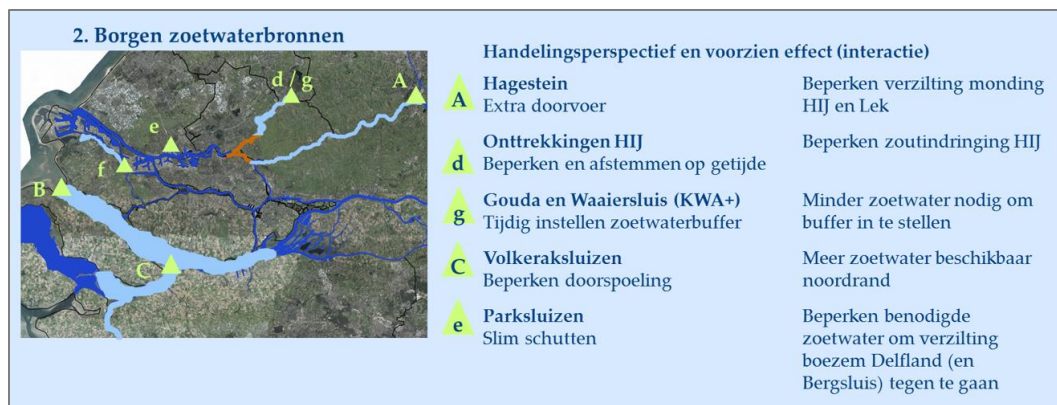 2. Borgen zoetwaterbronnen
d / g
A
e
f
B
C
Handelingsperspectief en voorzien effect (interactie)
A
Hagestein
Extra doorvoer
Beperken verzilting monding
HIJ en Lek
d
Onttrekkingen HIJ
Beperken en afstemmen op getijde
Beperken zoutindringing HIJ
g
Gouda en Waaiersluis (KWA+)
Tijdig instellen zoetwaterbuffer
Minder zoetwater nodig om
buffer in te stellen
C
Volkeraksluizen
Beperken doorspoeling
Meer zoetwater beschikbaar
noordrand
e
Parksluizen
Slim schutten
Beperken benodigde
zoetwater om verzilting
boezem Delfland (en
Bergsluis) tegen te gaan